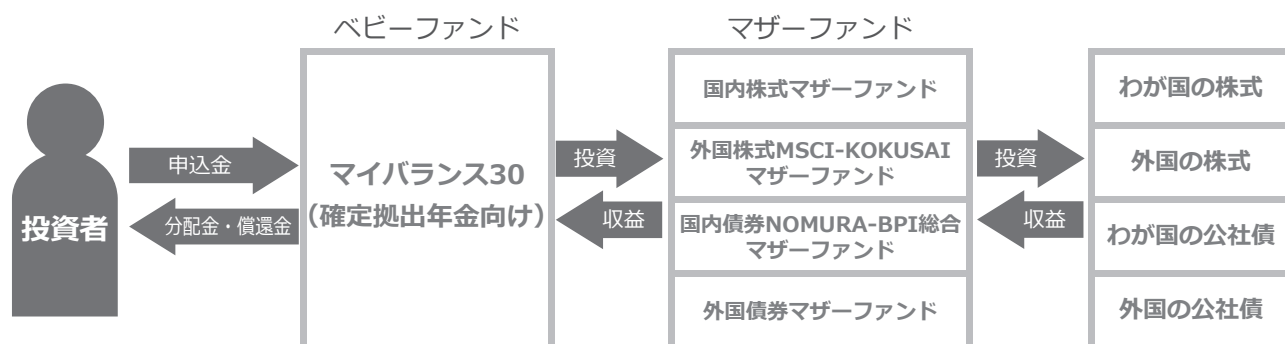 ベビーファンド
マザーファンド
投資者
申込金
分配金・償還金
マイバランス30
（確定拠出年金向け）
投資
収益
国内株式マザーファンド
外国株式MSCI-KOKUSAI
マザーファンド
国内債券NOMURA-BPI総合
マザーファンド
外国債券マザーファンド
投資
収益
わが国の株式
外国の株式
わが国の公社債
外国の公社債